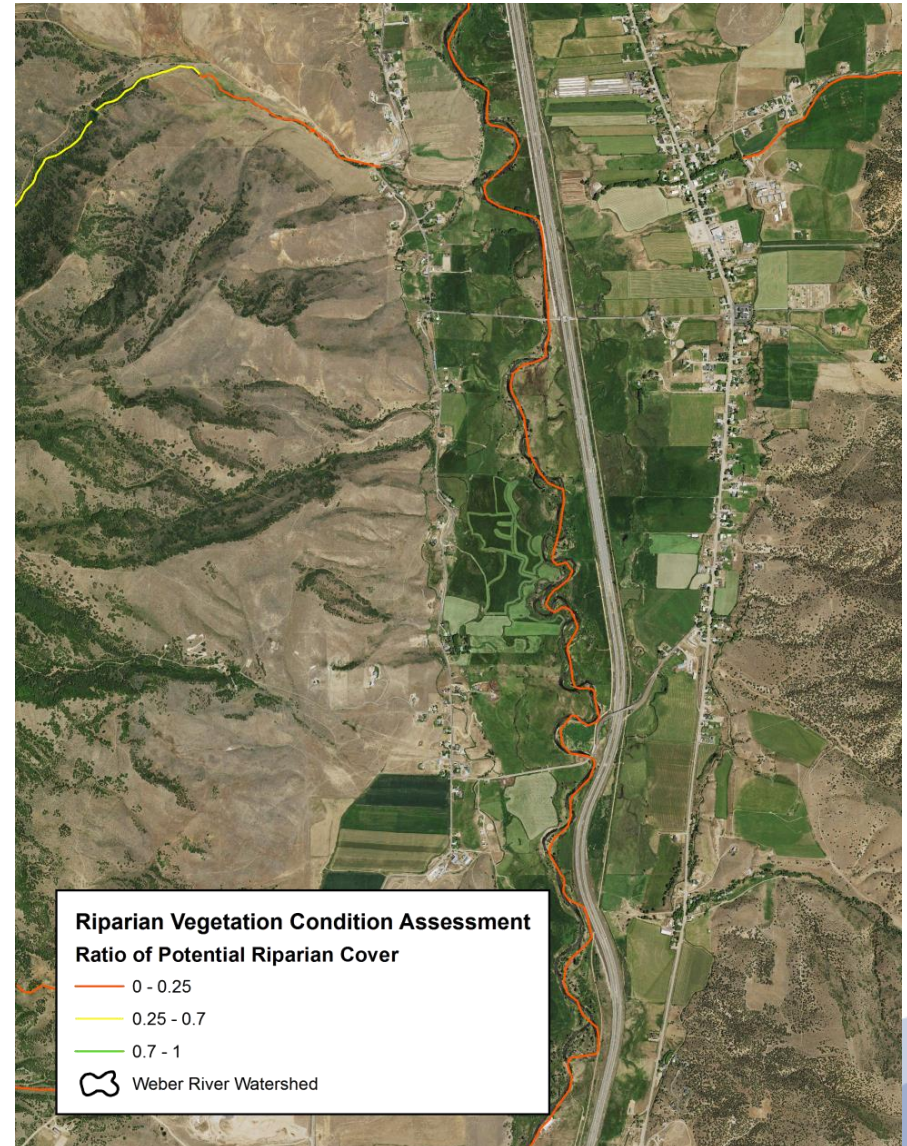 Riparian Vegetation Condition Assessment
Ratio of Potential Riparian Cover
0 - 0.25
0.25 - 0.7
0.7 - 1
Weber River Watershed